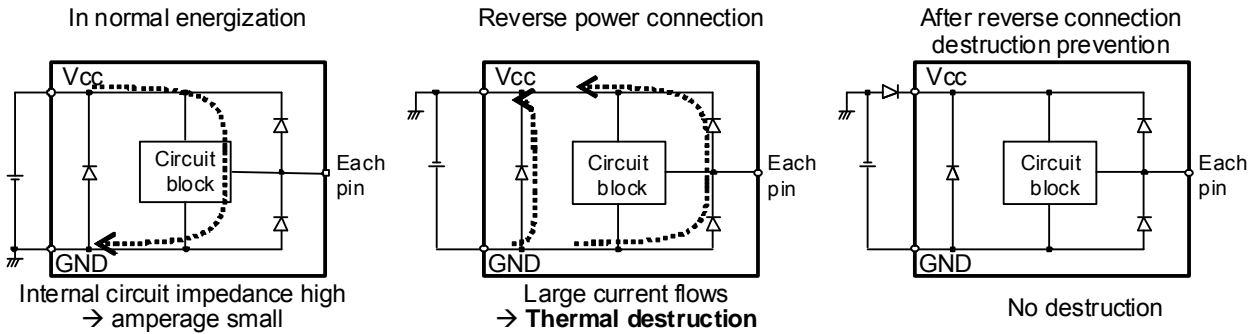 In normal energization
Vcc
Circuit
block
Each
pin
GND
Internal circuit impedance high
→ amperage small
Reverse power connection
Vcc
Circuit
block
Each
pin
GND
Large current flows
→ Thermal destruction
After reverse connection
destruction prevention
Vcc
Circuit
block
Each
pin
GND
No destruction